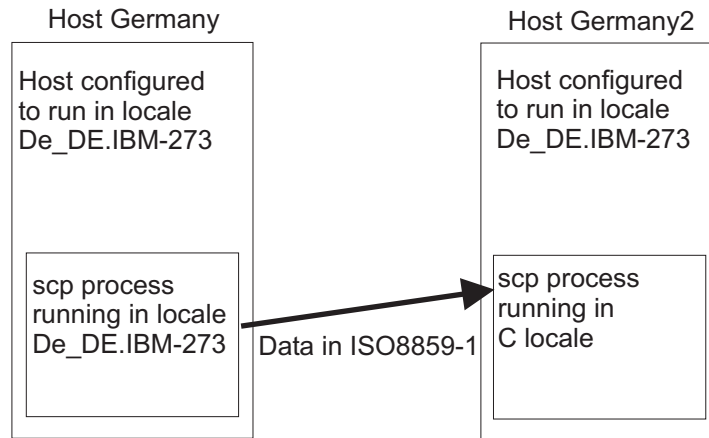 Host Germany
Host configured
to run in locale
De_DE.IBM-273
scp process
running in locale
De_DE.IBM-273
Data in ISO8859-1
Host Germany2
Host configured
to run in locale
De_DE.IBM-273
scp process
running in
C locale